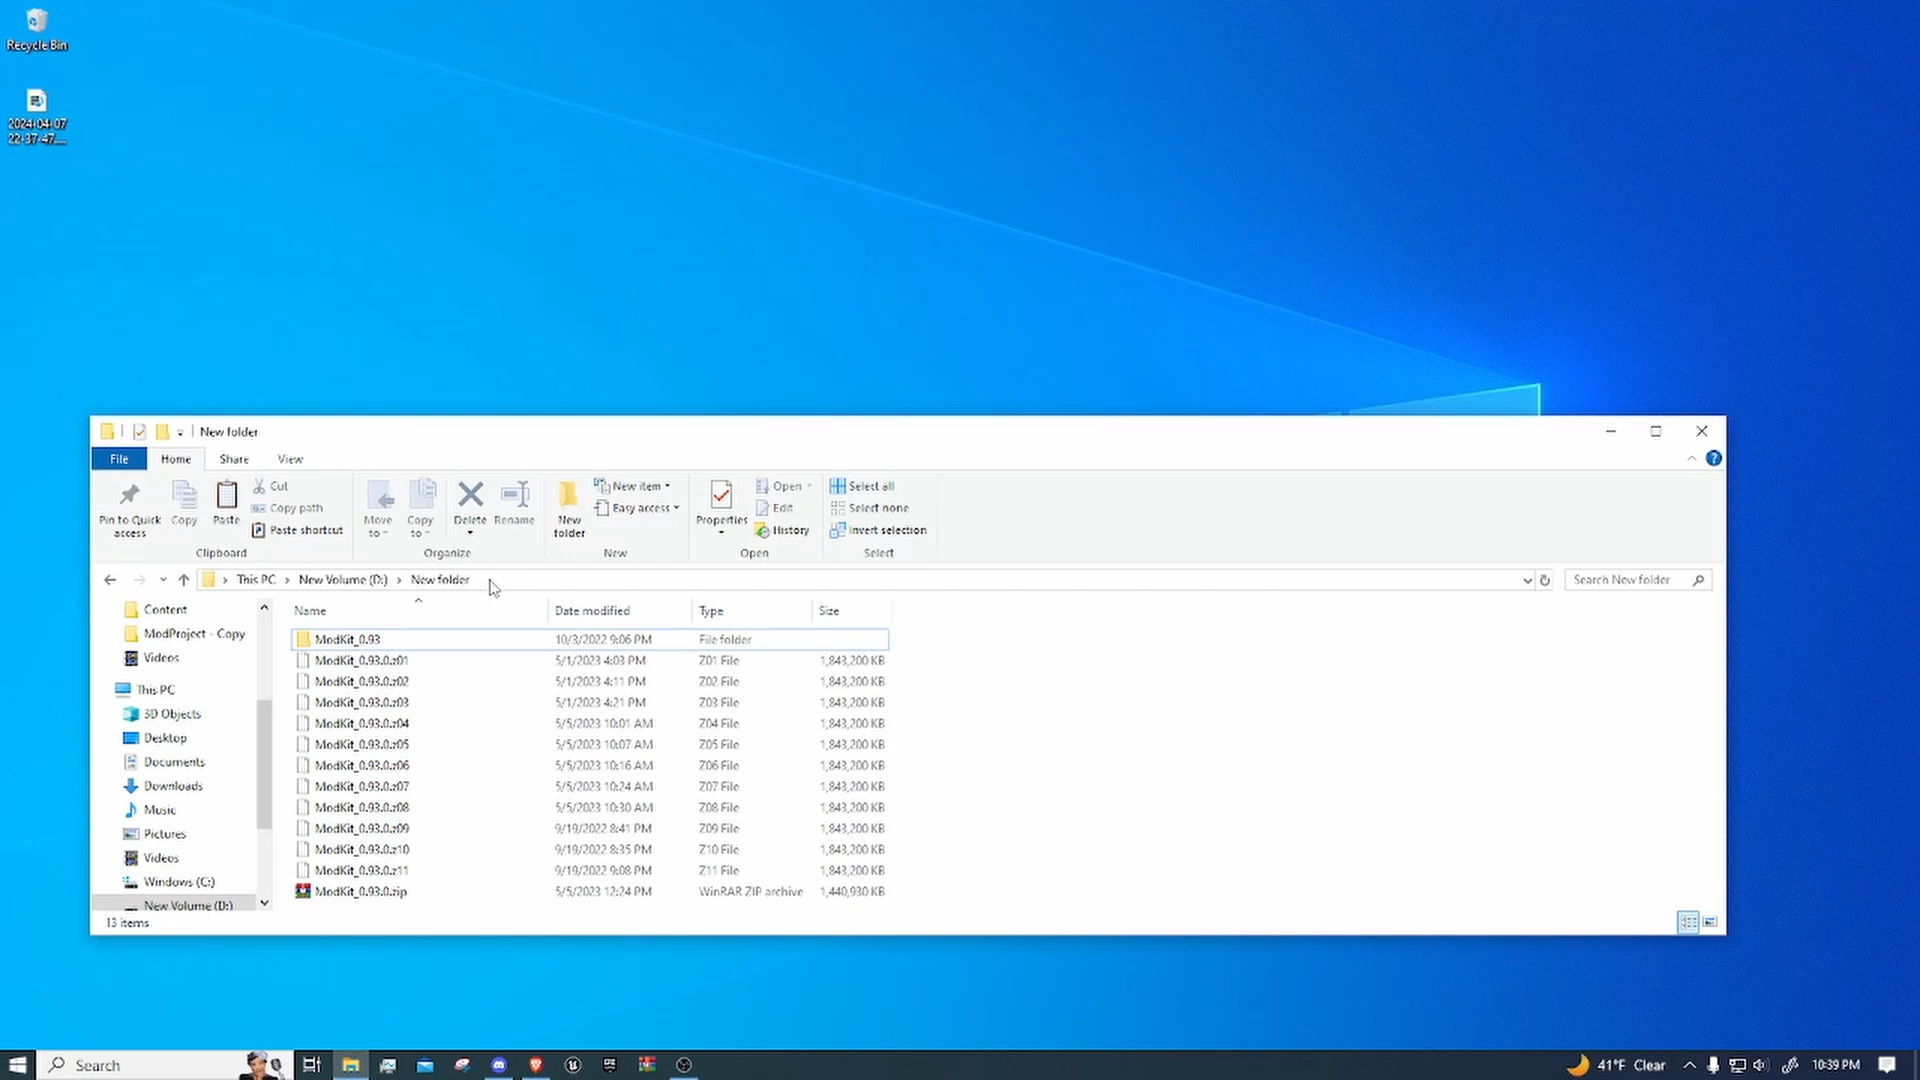 Recycle Bin
2024-04-07
22-37-47....
New folder
File Home Share View
Pin to Quick access
Copy
Paste
Cut
Copy path
Paste shortcut
Clipboard
Move to
Copy to
Delete
Rename
Organize
New folder
New item
Easy access
New
Properties
Open
Edit
History
Open
Select all
Select none
Invert selection
Select
This PC > New Volume (D:) > New folder
Search New folder
Content
ModProject - Copy
Videos
This PC
3D Objects
Desktop
Documents
Downloads
Music
Pictures
Videos
Windows (C:)
New Volume (D:)
Name Date modified Type Size
ModKit_0.93 10/3/2022 9:06 PM File folder
ModKit_0.93.0.z01 5/1/2023 4:03 PM Z01 File 1,843,200 KB
ModKit_0.93.0.z02 5/1/2023 4:11 PM Z02 File 1,843,200 KB
ModKit_0.93.0.z03 5/1/2023 4:21 PM Z03 File 1,843,200 KB
ModKit_0.93.0.z04 5/5/2023 10:01 AM Z04 File 1,843,200 KB
ModKit_0.93.0.z05 5/5/2023 10:07 AM Z05 File 1,843,200 KB
ModKit_0.93.0.z06 5/5/2023 10:16 AM Z06 File 1,843,200 KB
ModKit_0.93.0.z07 5/5/2023 10:24 AM Z07 File 1,843,200 KB
ModKit_0.93.0.z08 5/5/2023 10:30 AM Z08 File 1,843,200 KB
ModKit_0.93.0.z09 9/19/2022 8:41 PM Z09 File 1,843,200 KB
ModKit_0.93.0.z10 9/19/2022 8:35 PM Z10 File 1,843,200 KB
ModKit_0.93.0.z11 9/19/2022 9:08 PM Z11 File 1,843,200 KB
ModKit_0.93.0.zip 5/5/2023 12:24 PM WinRAR ZIP archive 1,440,930 KB
13 items
Search
41°F Clear
10:39 PM